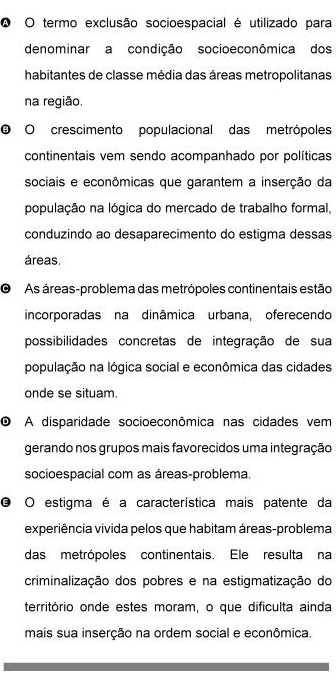 A O termo exclusão socioespacial é utilizado para
denominar a condição socioeconômica dos
habitantes de classe média das áreas metropolitanas
na região.
B O crescimento populacional das metrópoles
continentais vem sendo acompanhado por políticas
sociais e econômicas que garantem a inserção da
população na lógica do mercado de trabalho formal,
conduzindo ao desaparecimento do estigma dessas
áreas.
C As áreas-problema das metrópoles continentais estão
incorporadas na dinâmica urbana, oferecendo
possibilidades concretas de integração de sua
população na lógica social e econômica das cidades
onde se situam.
D A disparidade socioeconômica nas cidades vem
gerando nos grupos mais favorecidos uma integração
socioespacial com as áreas-problema.
E O estigma é a característica mais patente da
experiência vivida pelos que habitam áreas-problema
das metrópoles continentais. Ele resulta na
criminalização dos pobres e na estigmatização do
território onde estes moram, o que dificulta ainda
mais sua inserção na ordem social e econômica.